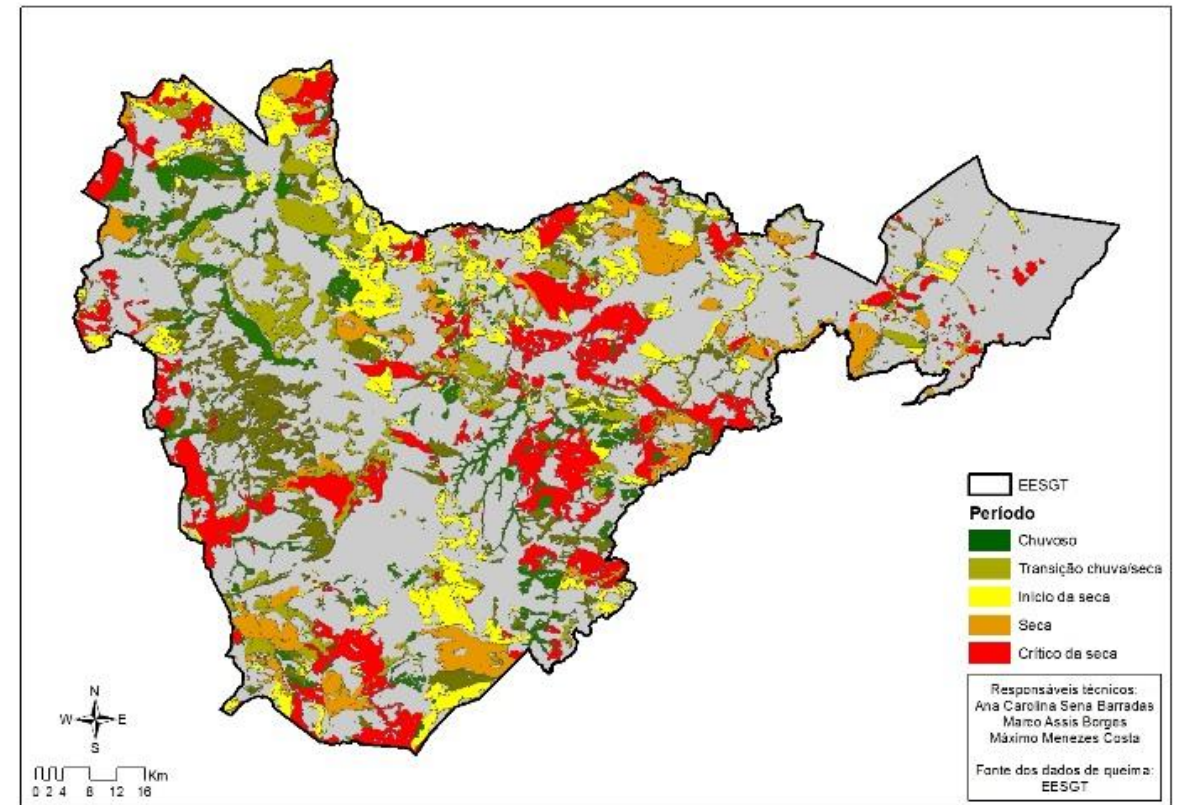 EESGT
Período
Chuvoso
Transição chuva/seca
Início da seca
Seca
Crítico da seca
Responsáveis técnicos:
Ana Carolina Sena Barradas
Marco Assis Borges
Máximo Menezes Costa
Fonte dos dados de queima:
EESGT
N
W E
S
Km
0 2 4 8 12 16